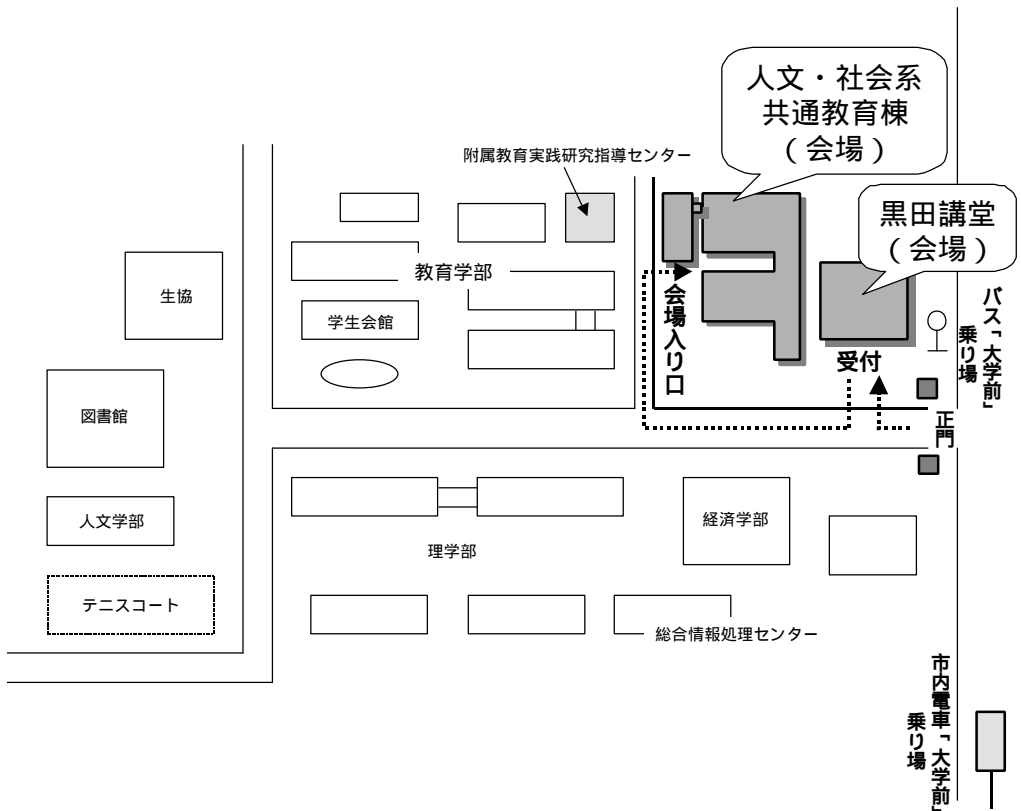 人文・社会系
共通教育棟
（会場）
附属教育実践研究指導センター
黒田講堂
（会場）
教育学部
生協
学生会館
会場入り口
バス「大学前」
乗り場
受付
図書館
正門
人文学部
経済学部
理学部
テニスコート
総合情報処理センター
市内電車「大学前」
乗り場